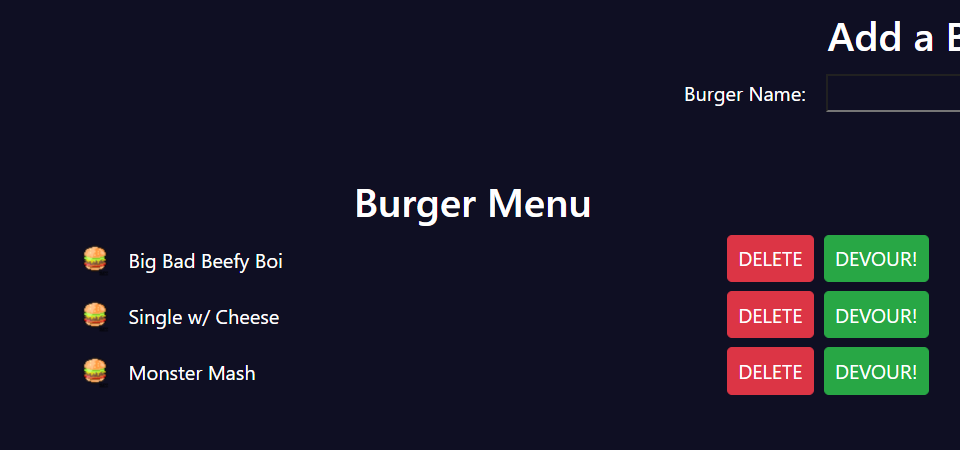 Add a B
Burger Name:
Burger Menu
Big Bad Beefy Boi DELETE DEVOUR!
Single w/ Cheese DELETE DEVOUR!
Monster Mash DELETE DEVOUR!